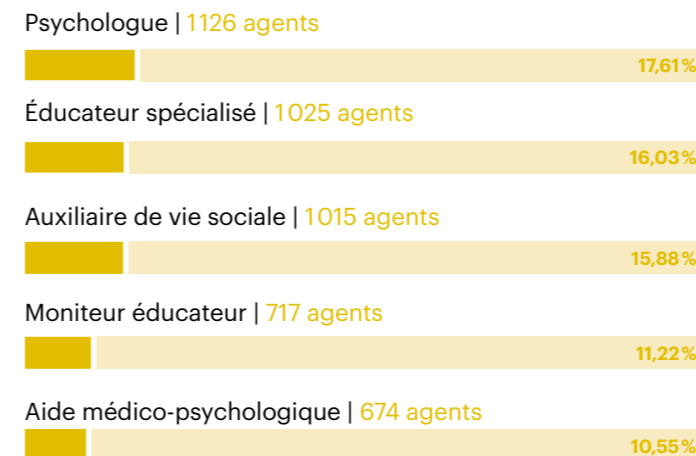 Psychologue | 1126 agents
17,61%
Éducateur spécialisé | 1025 agents
16,03%
Auxiliaire de vie sociale | 1015 agents
15,88%
Moniteur éducateur | 717 agents
11,22%
Aide médico-psychologique | 674 agents
10,55%